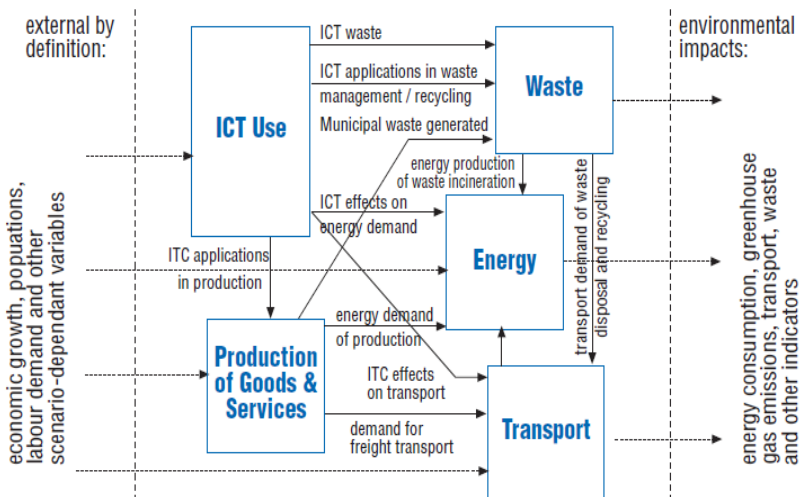 external by
definition:
ICT waste
environmental
impacts:
ICT applications in waste
management / recycling
Waste
ICT Use
Municipal waste generated
energy production
of waste incineration
transport demand of waste
disposal and recycling
ICT effects on
energy demand
ITC applications
in production
Energy
economic growth, popuations,
labour demand and other
scenario-dependant variables
energy consumption, greenhouse
gas emissions, transport, waste
and other indicators
energy demand
of production
Production
of Goods &
Services
ITC effects
on transport
demand for
freight transport
Transport